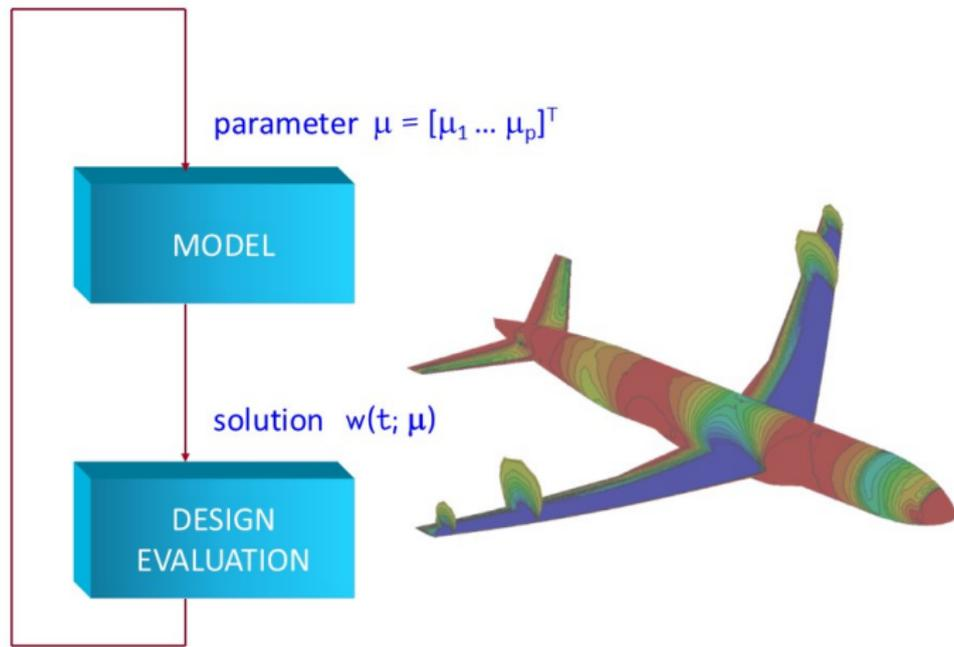 parameter μ = [μ₁ ... μₚ]ᵀ
MODEL
solution w(t; μ)
DESIGN
EVALUATION